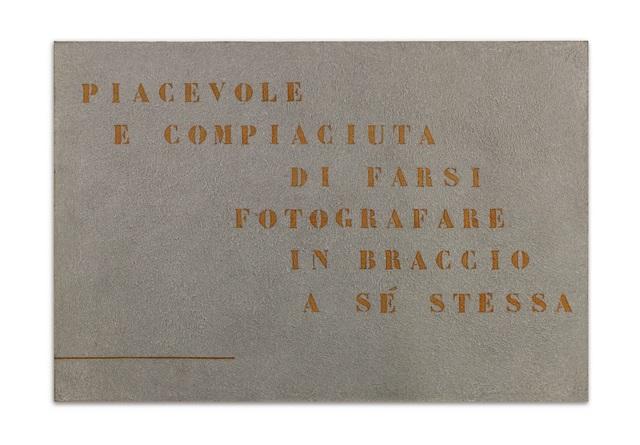 PIACEVOLE
E COMPIACIUTA
DI FARSI
FOTOGRAFARE
IN BRACCIO
A SÉ STESSA